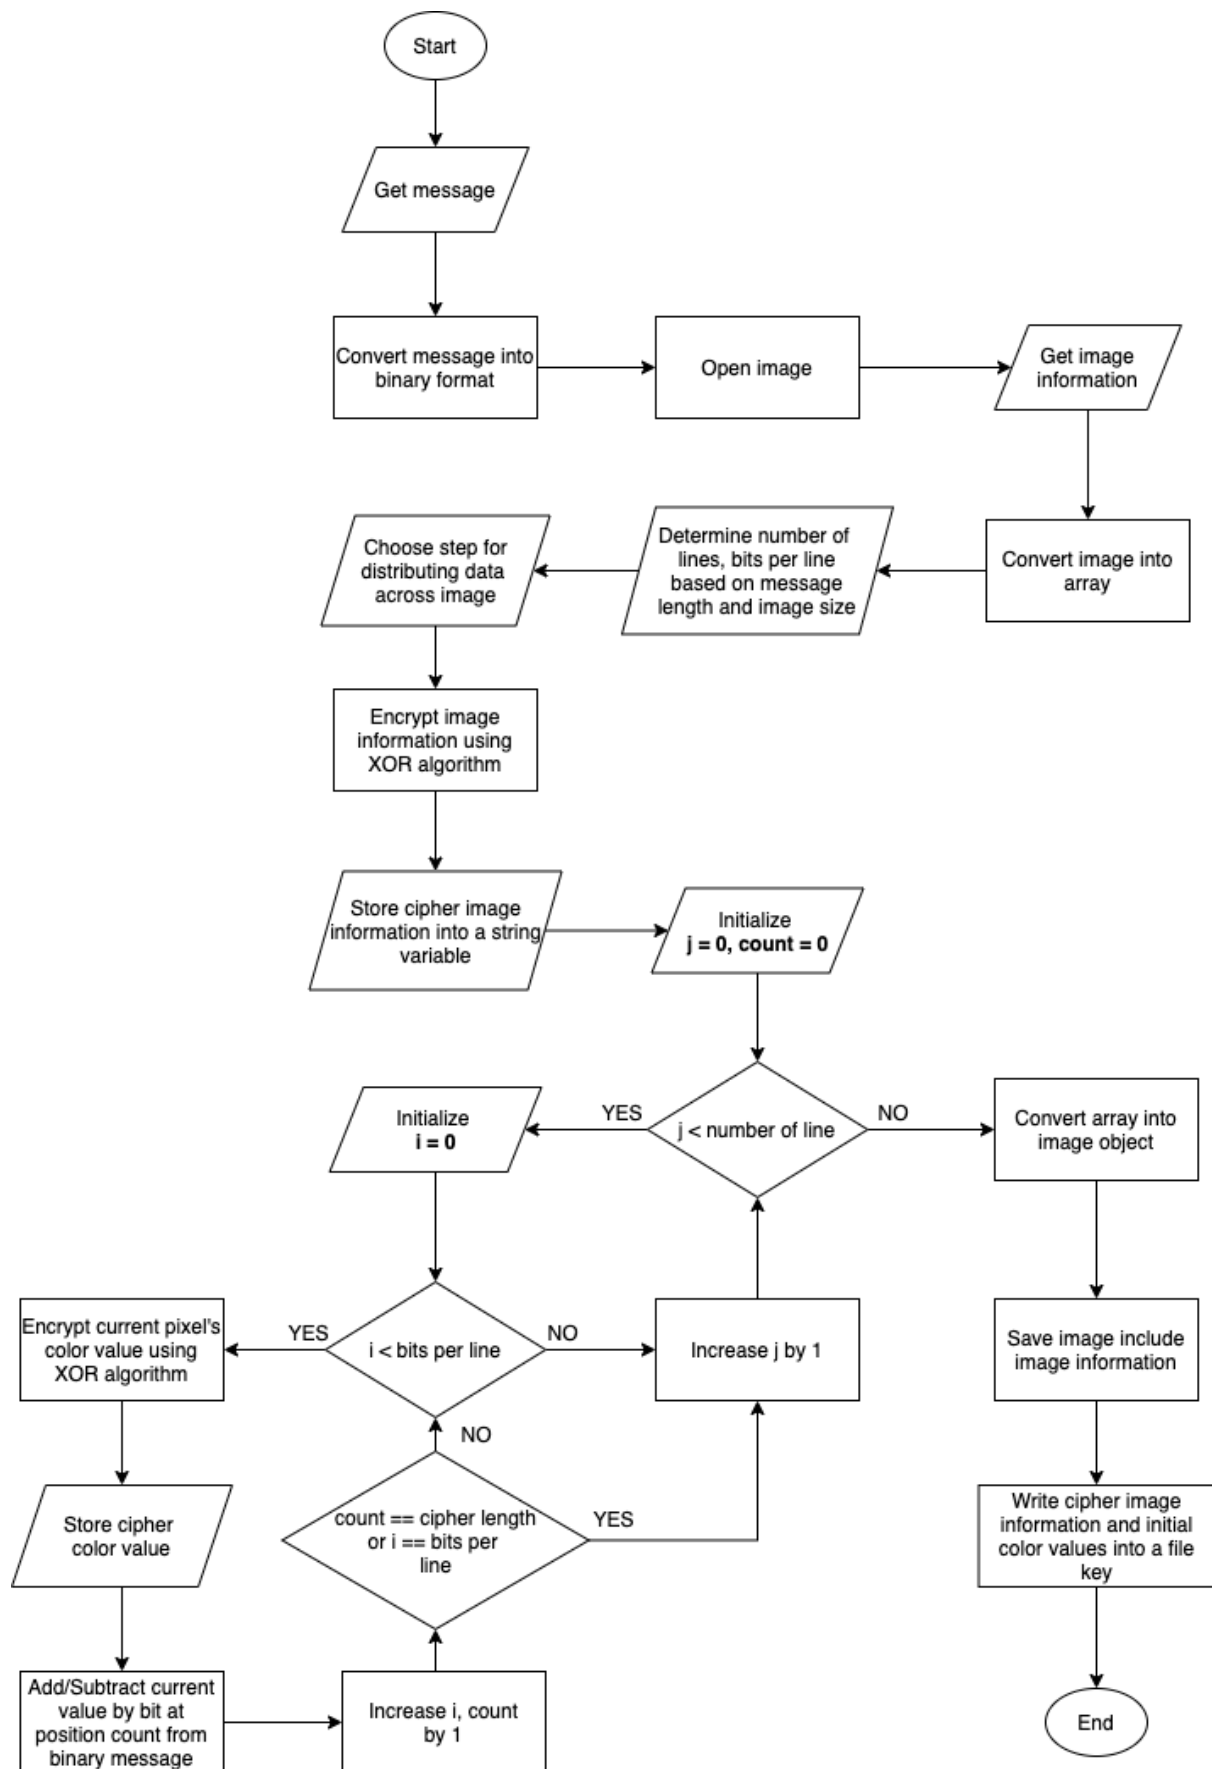 Start
Get message
Convert message into
binary format
Open image
Get image
information
Convert image into
array
Determine number of
lines, bits per line
based on message
length and image size
Choose step for
distributing data
across image
Encrypt image
information using
XOR algorithm
Store cipher image
information into a string
variable
Initialize
j = 0, count = 0
j < number of line
YES
NO
Initialize
i = 0
Convert array into
image object
i < bits per line
YES
NO
Encrypt current pixel's
color value using
XOR algorithm
Increase j by 1
Save image include
image information
Store cipher
color value
NO
count == cipher length
or i == bits per
line
YES
Write cipher image
information and initial
color values into a file
key
Add/Subtract current
value by bit at
position count from
binary message
Increase i, count
by 1
End